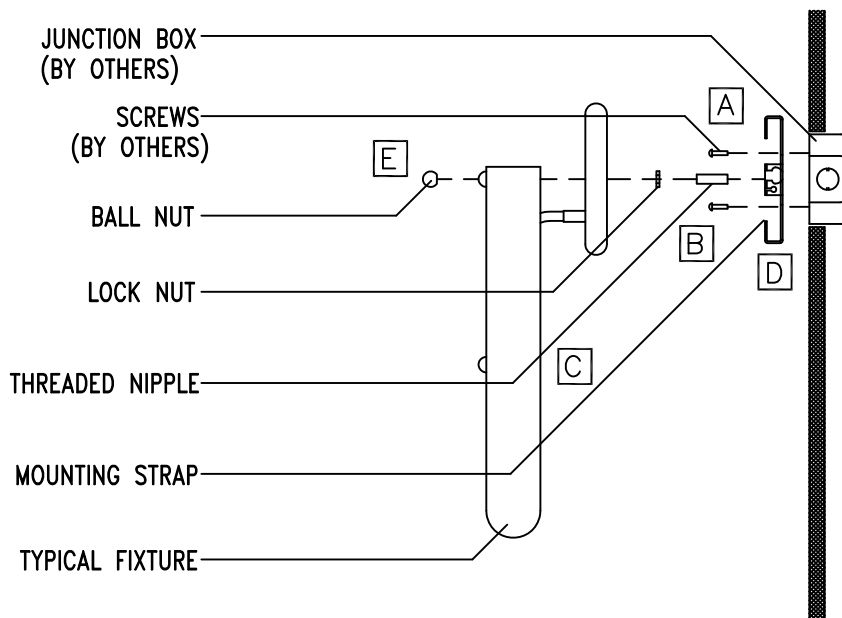 JUNCTION BOX
(BY OTHERS)
A
SCREWS
(BY OTHERS)
E
BALL NUT
B
D
LOCK NUT
C
THREADED NIPPLE
MOUNTING STRAP
TYPICAL FIXTURE